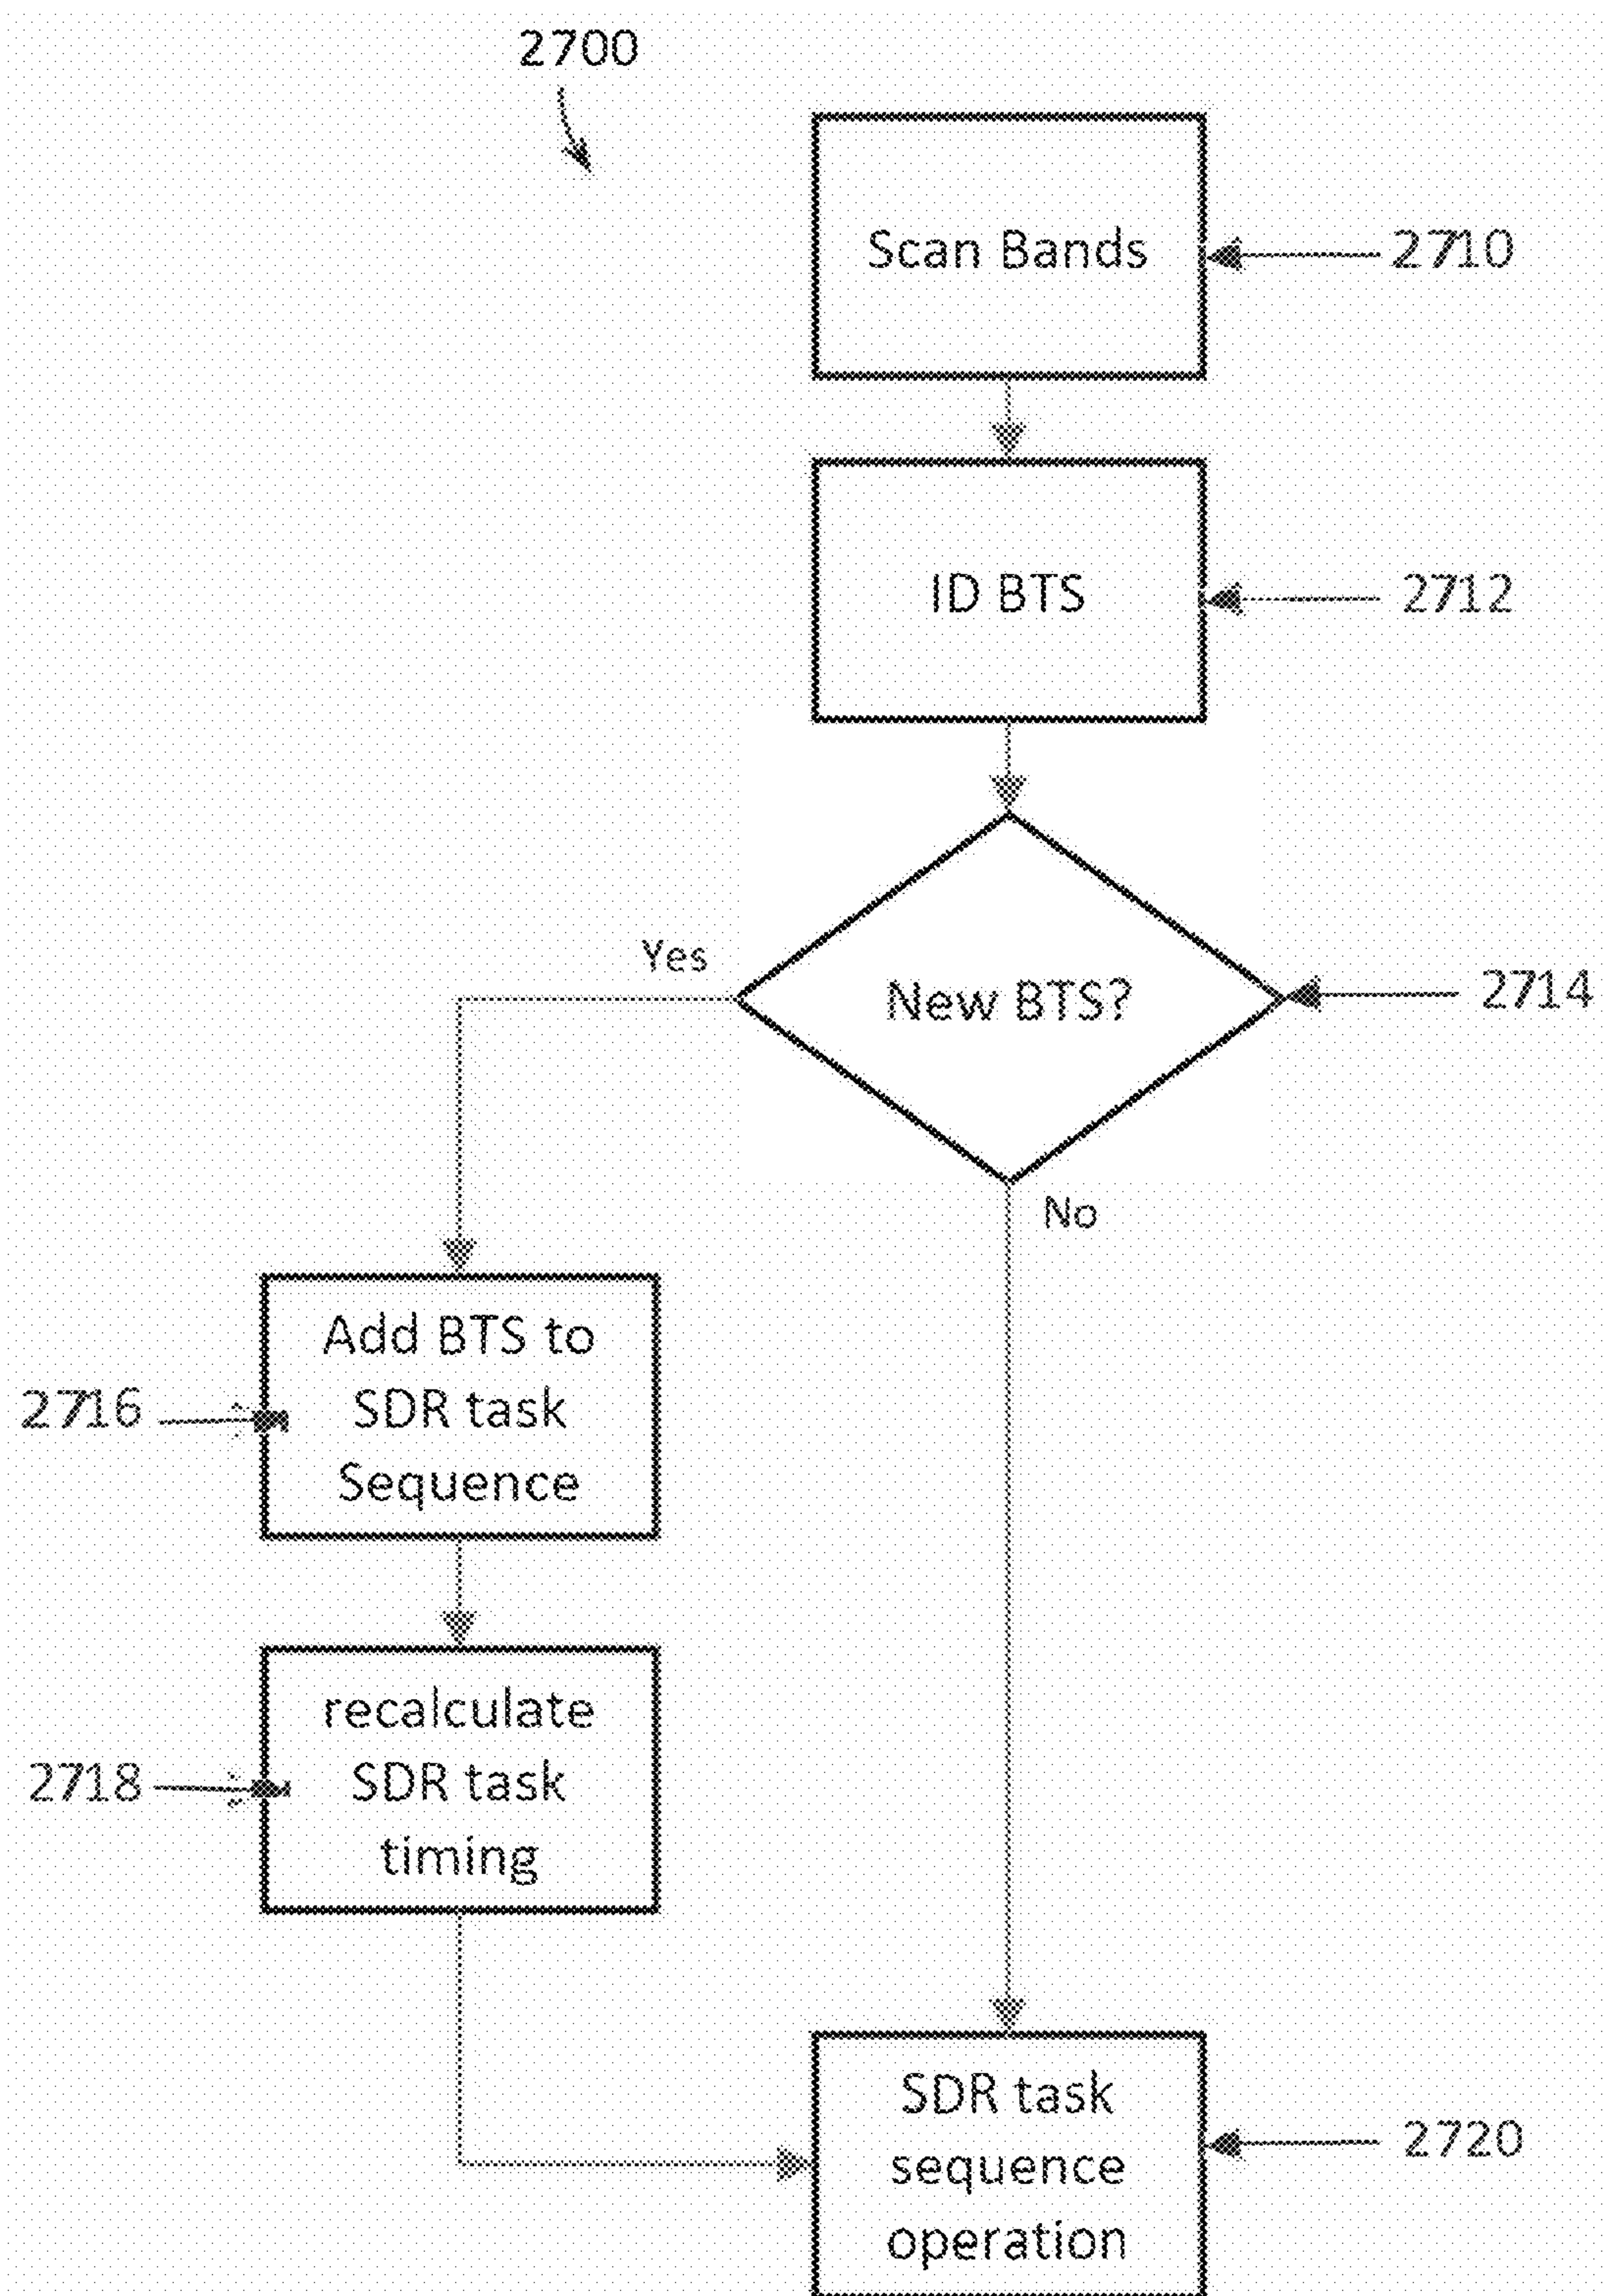 2700
Scan Bands
2710
ID BTS
2712
Yes
New BTS?
2714
No
Add BTS to
SDR task
Sequence
2716
recalculate
SDR task
timing
2718
SDR task
sequence
operation
2720